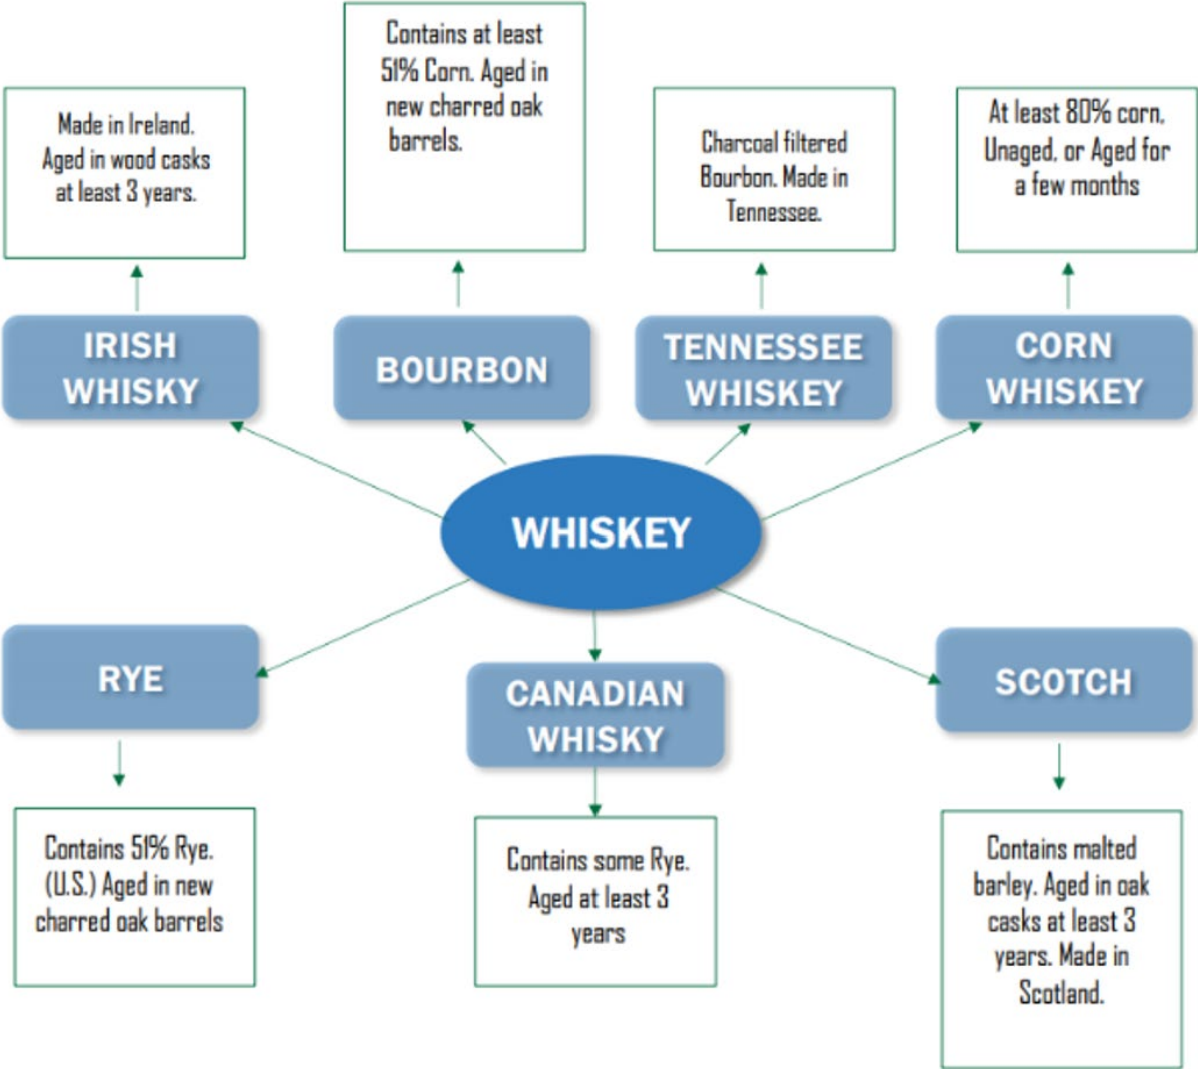 Contains at least
51% Corn. Aged in
new charred oak
barrels.
Made in Ireland.
Aged in wood casks
at least 3 years.
Charcoal filtered
Bourbon. Made in
Tennessee.
At least 80% corn,
Unaged, or Aged for
a few months
IRISH
WHISKY
BOURBON
TENNESSEE
WHISKEY
CORN
WHISKEY
WHISKEY
RYE
CANADIAN
WHISKY
SCOTCH
Contains 51% Rye.
(U.S.) Aged in new
charred oak barrels
Contains some Rye.
Aged at least 3
years
Contains malted
barley. Aged in oak
casks at least 3
years. Made in
Scotland.